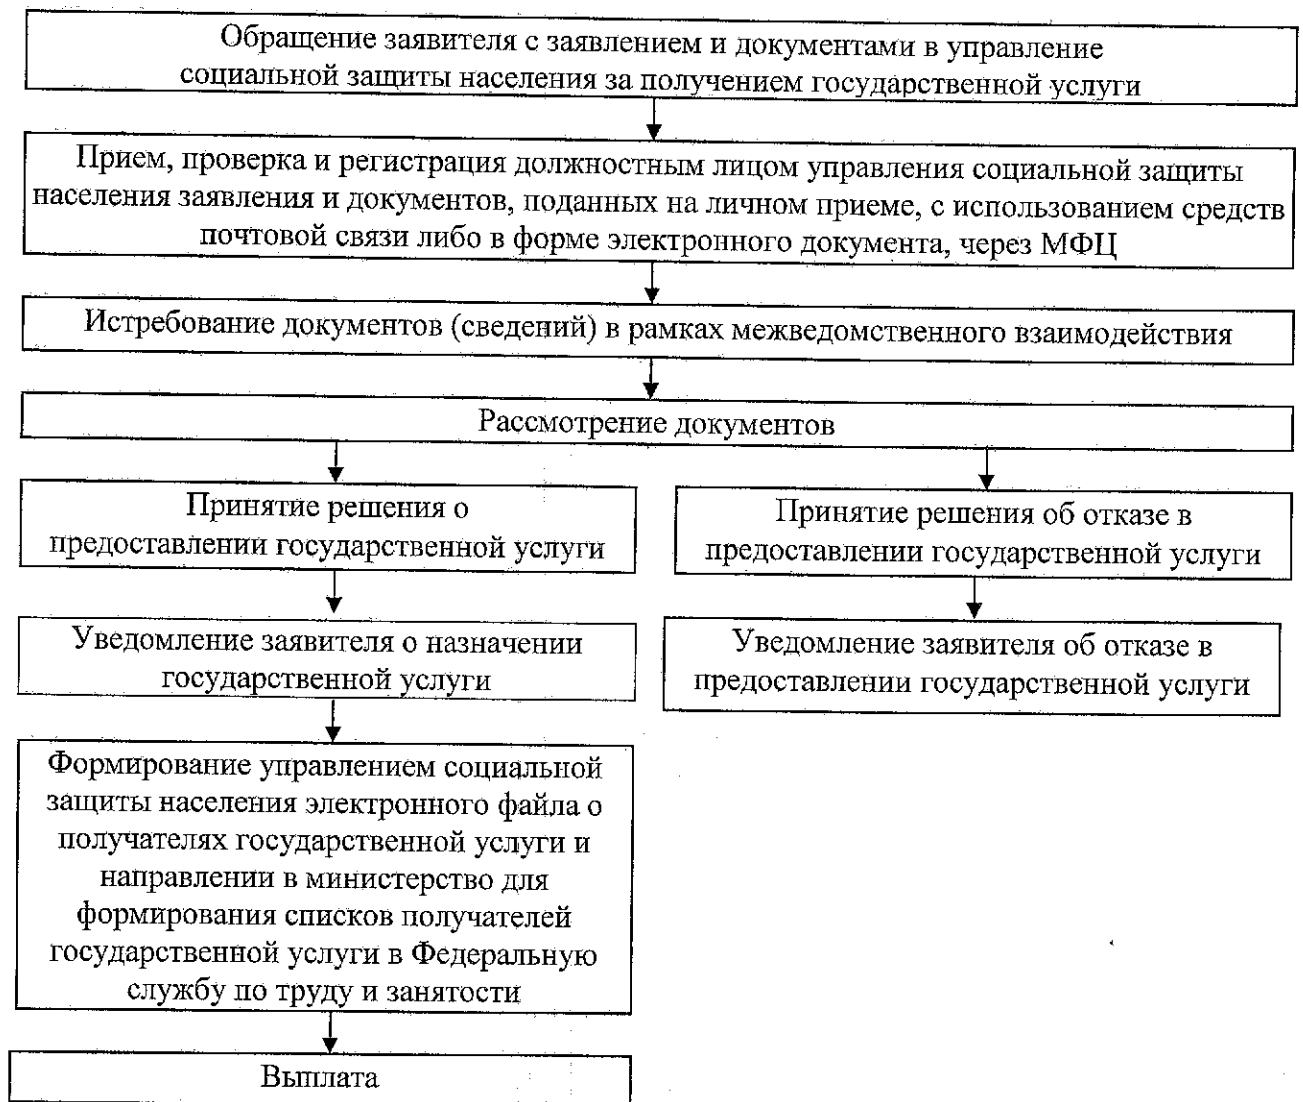 Обращение заявителя с заявлением и документами в управление
социальной защиты населения за получением государственной услуги
Прием, проверка и регистрация должностным лицом управления социальной защиты
населения заявления и документов, поданных на личном приеме, с использованием средств
почтовой связи либо в форме электронного документа, через МФЦ
Истребование документов (сведений) в рамках межведомственного взаимодействия
Рассмотрение документов
Принятие решения о
предоставлении государственной услуги
Принятие решения об отказе в
предоставлении государственной услуги
Уведомление заявителя о назначении
государственной услуги
Уведомление заявителя об отказе в
предоставлении государственной услуги
Формирование управлением социальной
защиты населения электронного файла о
получателях государственной услуги и
направлении в министерство для
формирования списков получателей
государственной услуги в Федеральную
службу по труду и занятости
Выплата